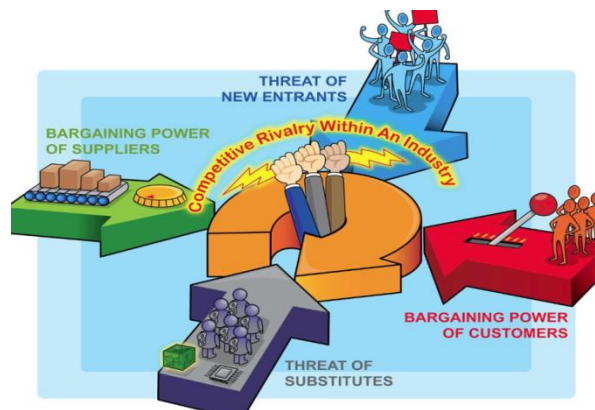 THREAT OF
NEW ENTRANTS
BARGAINING POWER
OF SUPPLIERS
Competitive Rivalry Within An Industry
BARGAINING POWER
OF CUSTOMERS
THREAT OF
SUBSTITUTES